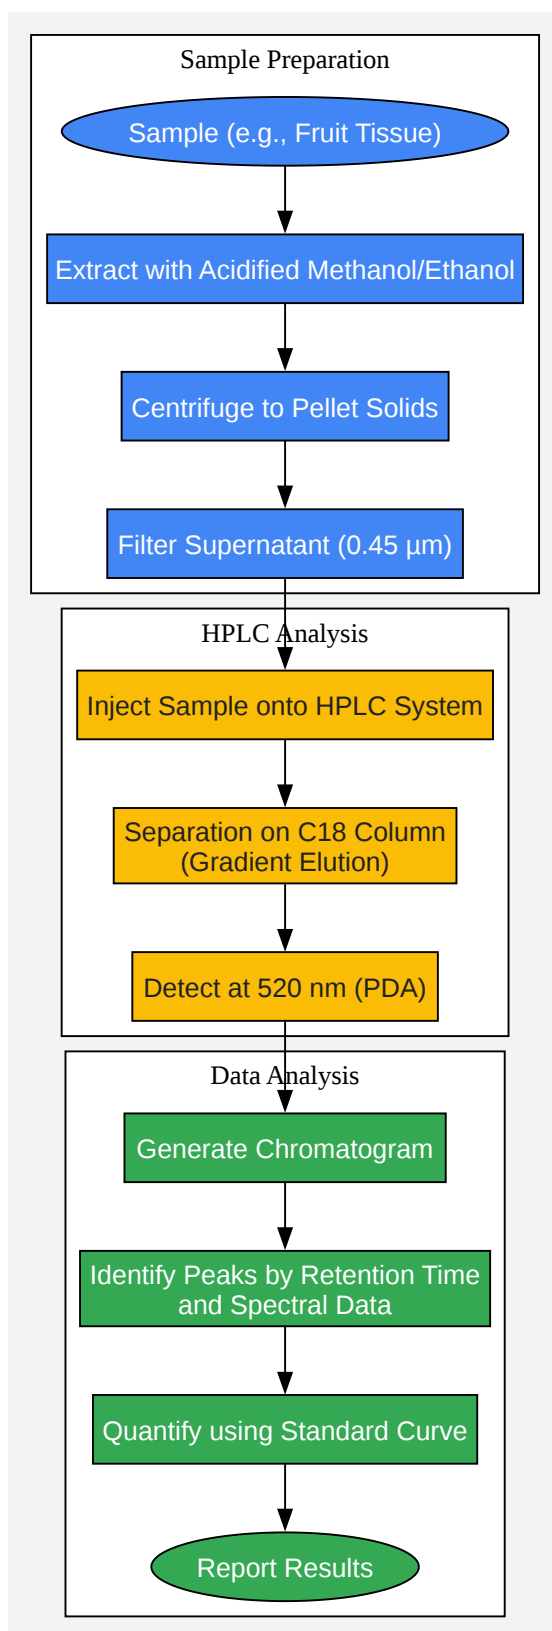 Sample Preparation
Sample (e.g., Fruit Tissue)
Extract with Acidified Methanol/Ethanol
Centrifuge to Pellet Solids
Filter Supernatant (0.45 µm)
HPLC Analysis
Inject Sample onto HPLC System
Separation on C18 Column
(Gradient Elution)
Detect at 520 nm (PDA)
Data Analysis
Generate Chromatogram
Identify Peaks by Retention Time
and Spectral Data
Quantify using Standard Curve
Report Results